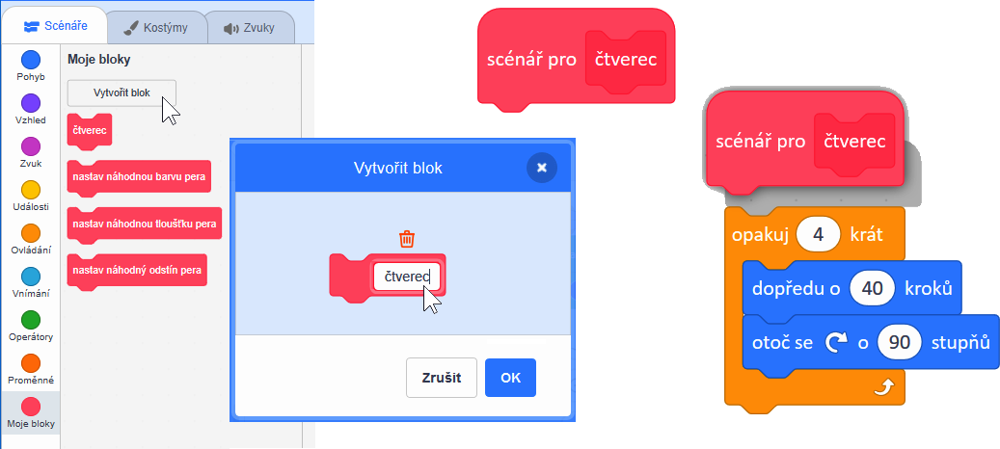 Scénáře
Kostýmy
Zvuky
Pohyb
Vzhled
Zvuk
Události
Ovládání
Vnímání
Operátory
Proměnné
Moje bloky
Moje bloky
Vytvořit blok
čtverec
nastav náhodnou barvu pera
nastav náhodnou tloušťku pera
nastav náhodný odstín pera
Vytvořit blok
čtverec
Zrušit
OK
scénář pro čtverec
scénář pro čtverec
opakuj 4 krát
dopředu o 40 kroků
otoč se o 90 stupňů